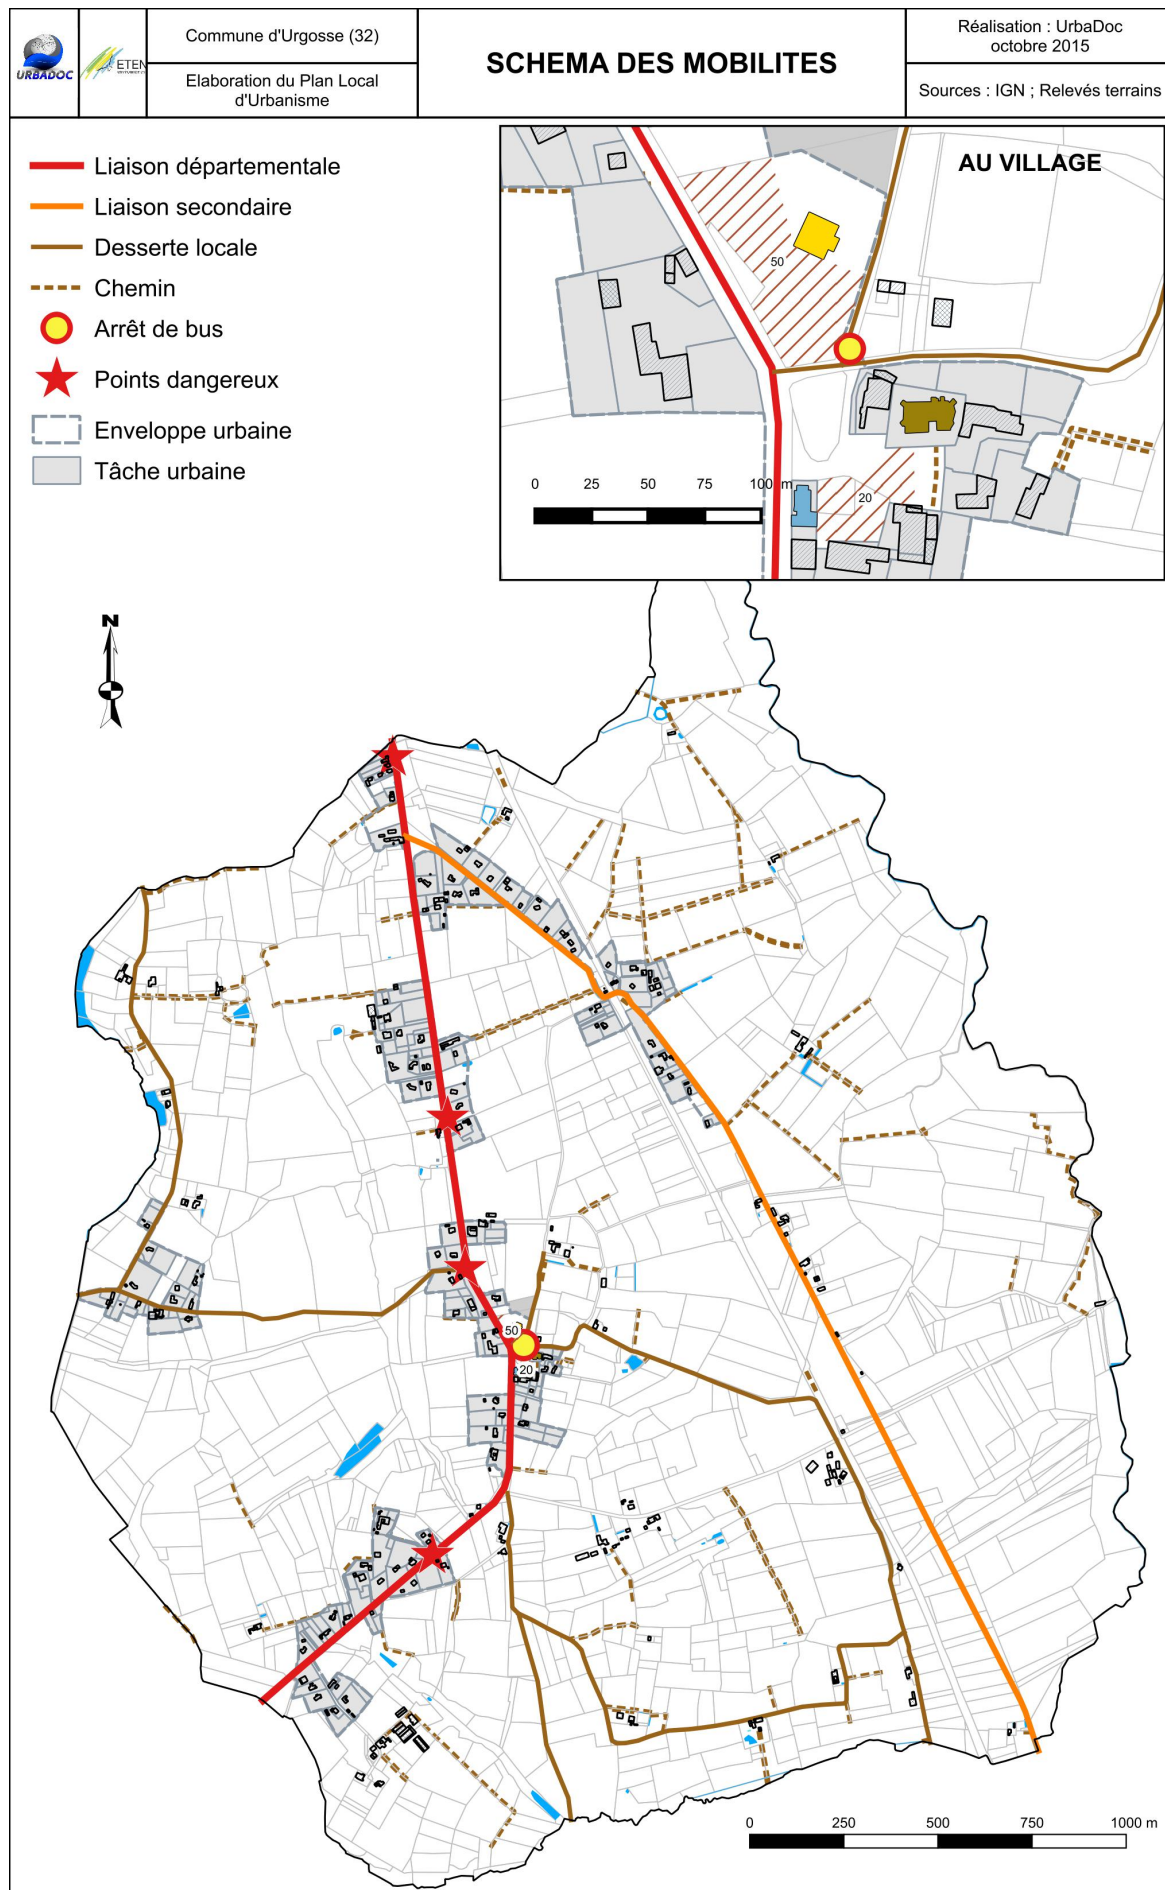 URBADOC
ETEN
Commune d'Urgosse (32)
Elaboration du Plan Local
d'Urbanisme
SCHEMA DES MOBILITES
Réalisation : UrbaDoc
octobre 2015
Sources : IGN ; Relevés terrains
Liaison départementale
Liaison secondaire
Desserte locale
Chemin
Arrêt de bus
Points dangereux
Enveloppe urbaine
Tâche urbaine
AU VILLAGE
50
0 25 50 75 100 m
20
N
50
20
0 250 500 750 1000 m